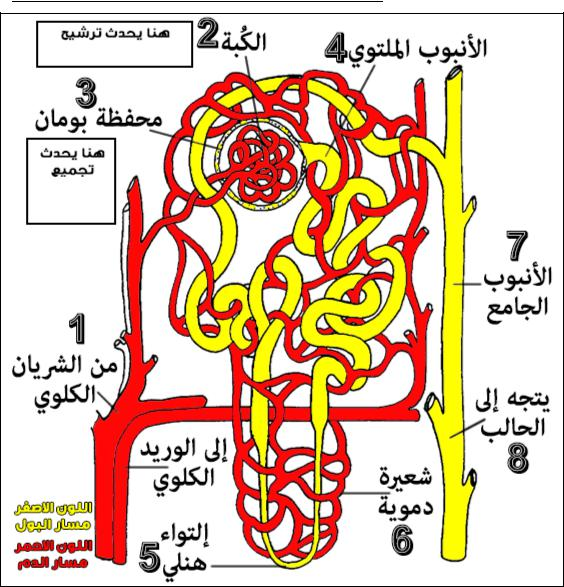 هنا يحدث ترشيح
2 الكُبة
4 الأنبوب الملتوي
3
محفظة بومان
هنا يحدث
تجميع
7
الأنبوب
الجامع
1
من الشريان
الكلوي
يتجه إلى
الحالب
8
إلى الوريد
الكلوي
شعيرة
دموية
6
اللون الاصفر
مسار البول
اللون الاحمر
مسار الدم
إلتواء
5 هنلي